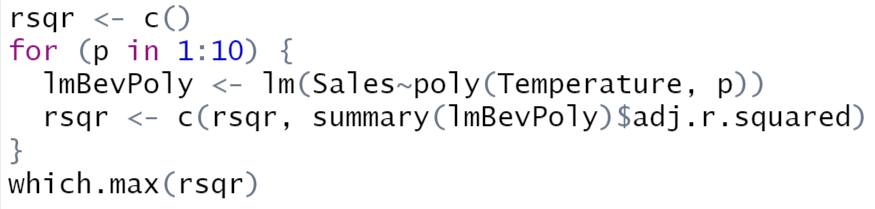 rsqr <- c()
for (p in 1:10) {
  lmBevPoly <- lm(Sales~poly(Temperature, p))
  rsqr <- c(rsqr, summary(lmBevPoly)$adj.r.squared)
}
which.max(rsqr)